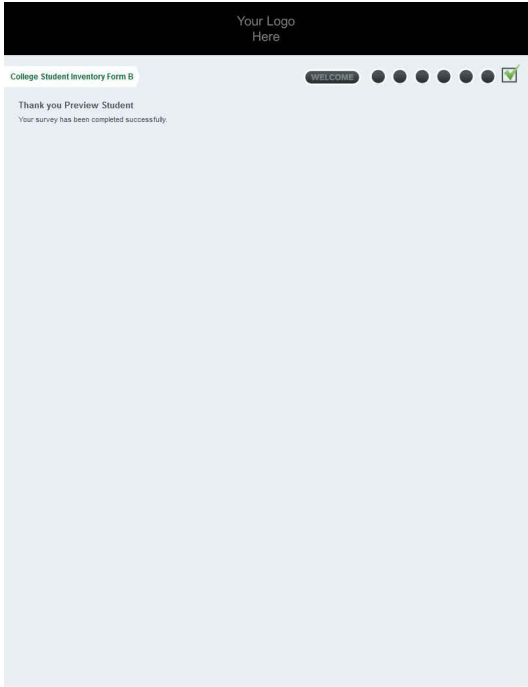 Your Logo
Here
College Student Inventory Form B
WELCOME
Thank you Preview Student
Your survey has been completed successfully.